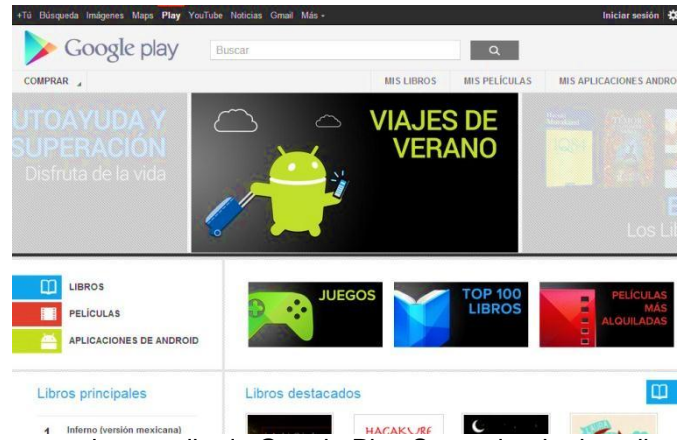 +Tú Búsqueda Imágenes Maps Play YouTube Noticias Gmail Más
Iniciar sesión
Google play
Buscar
COMPRAR
MIS LIBROS MIS PELÍCULAS MIS APLICACIONES ANDRO
UTOAYUDA Y
SUPERACIÓN
Disfruta de la vida
VIAJES DE
VERANO
1Q84
Los Li
LIBROS
PELÍCULAS
APLICACIONES DE ANDROID
JUEGOS
TOP 100
LIBROS
PELÍCULAS
MÁS
ALQUILADAS
Libros principales
Libros destacados
1 Inferno (versión mexicana)
HAGAKURE